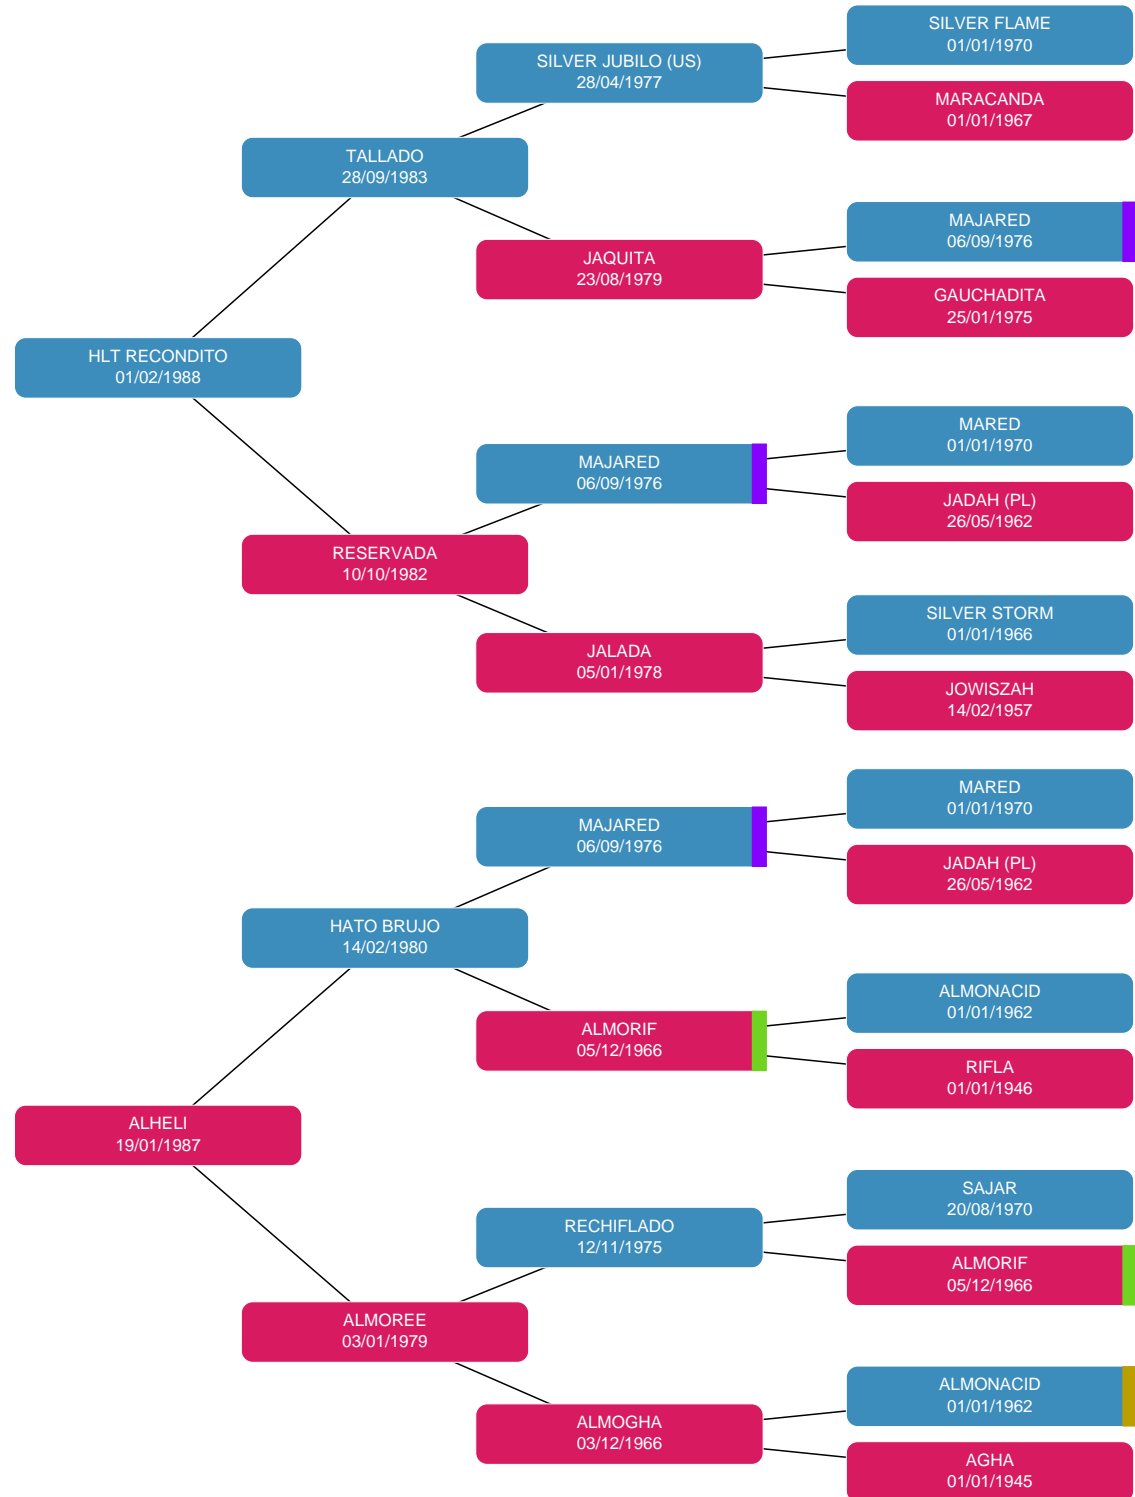 SILVER FLAME
01/01/1970
SILVER JUBILO (US)
28/04/1977
MARACANDA
01/01/1967
TALLADO
28/09/1983
MAJARED
06/09/1976
JAQUITA
23/08/1979
GAUCHADITA
25/01/1975
HLT RECONDITO
01/02/1988
MARED
01/01/1970
MAJARED
06/09/1976
JADAH (PL)
26/05/1962
RESERVADA
10/10/1982
SILVER STORM
01/01/1966
JALADA
05/01/1978
JOWISZAH
14/02/1957
MARED
01/01/1970
MAJARED
06/09/1976
JADAH (PL)
26/05/1962
HATO BRUJO
14/02/1980
ALMONACID
01/01/1962
ALMORIF
05/12/1966
RIFLA
01/01/1946
ALHELI
19/01/1987
SAJAR
20/08/1970
RECHIFLADO
12/11/1975
ALMORIF
05/12/1966
ALMOREE
03/01/1979
ALMONACID
01/01/1962
ALMOGHA
03/12/1966
AGHA
01/01/1945